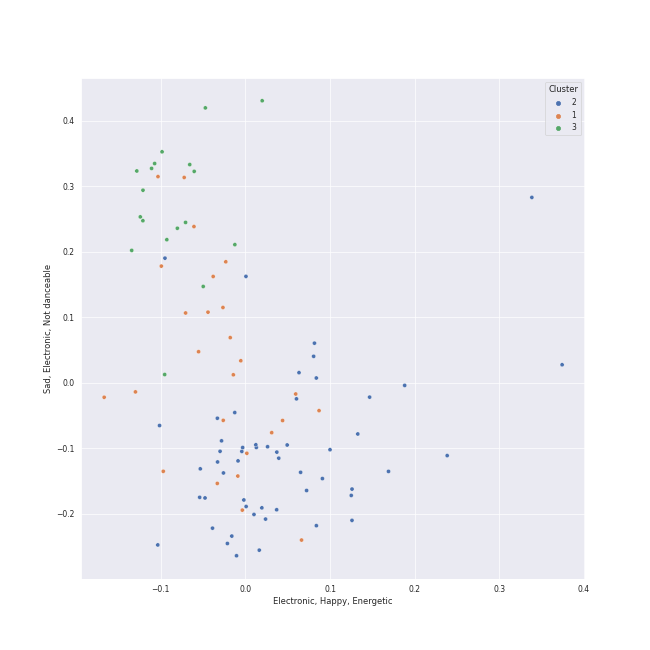 Cluster
2
1
3
0.4
0.3
0.2
0.1
0.0
−0.1
−0.2
Sad, Electronic, Not danceable
−0.1 0.0 0.1 0.2 0.3 0.4
Electronic, Happy, Energetic